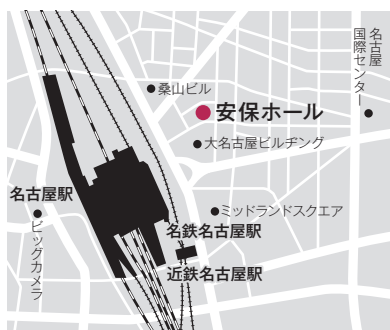 名古屋
国際センター
桑山ビル
安保ホール
大名古屋ビルヂング
名古屋駅
ミッドランドスクエア
名鉄名古屋駅
ビックカメラ
近鉄名古屋駅